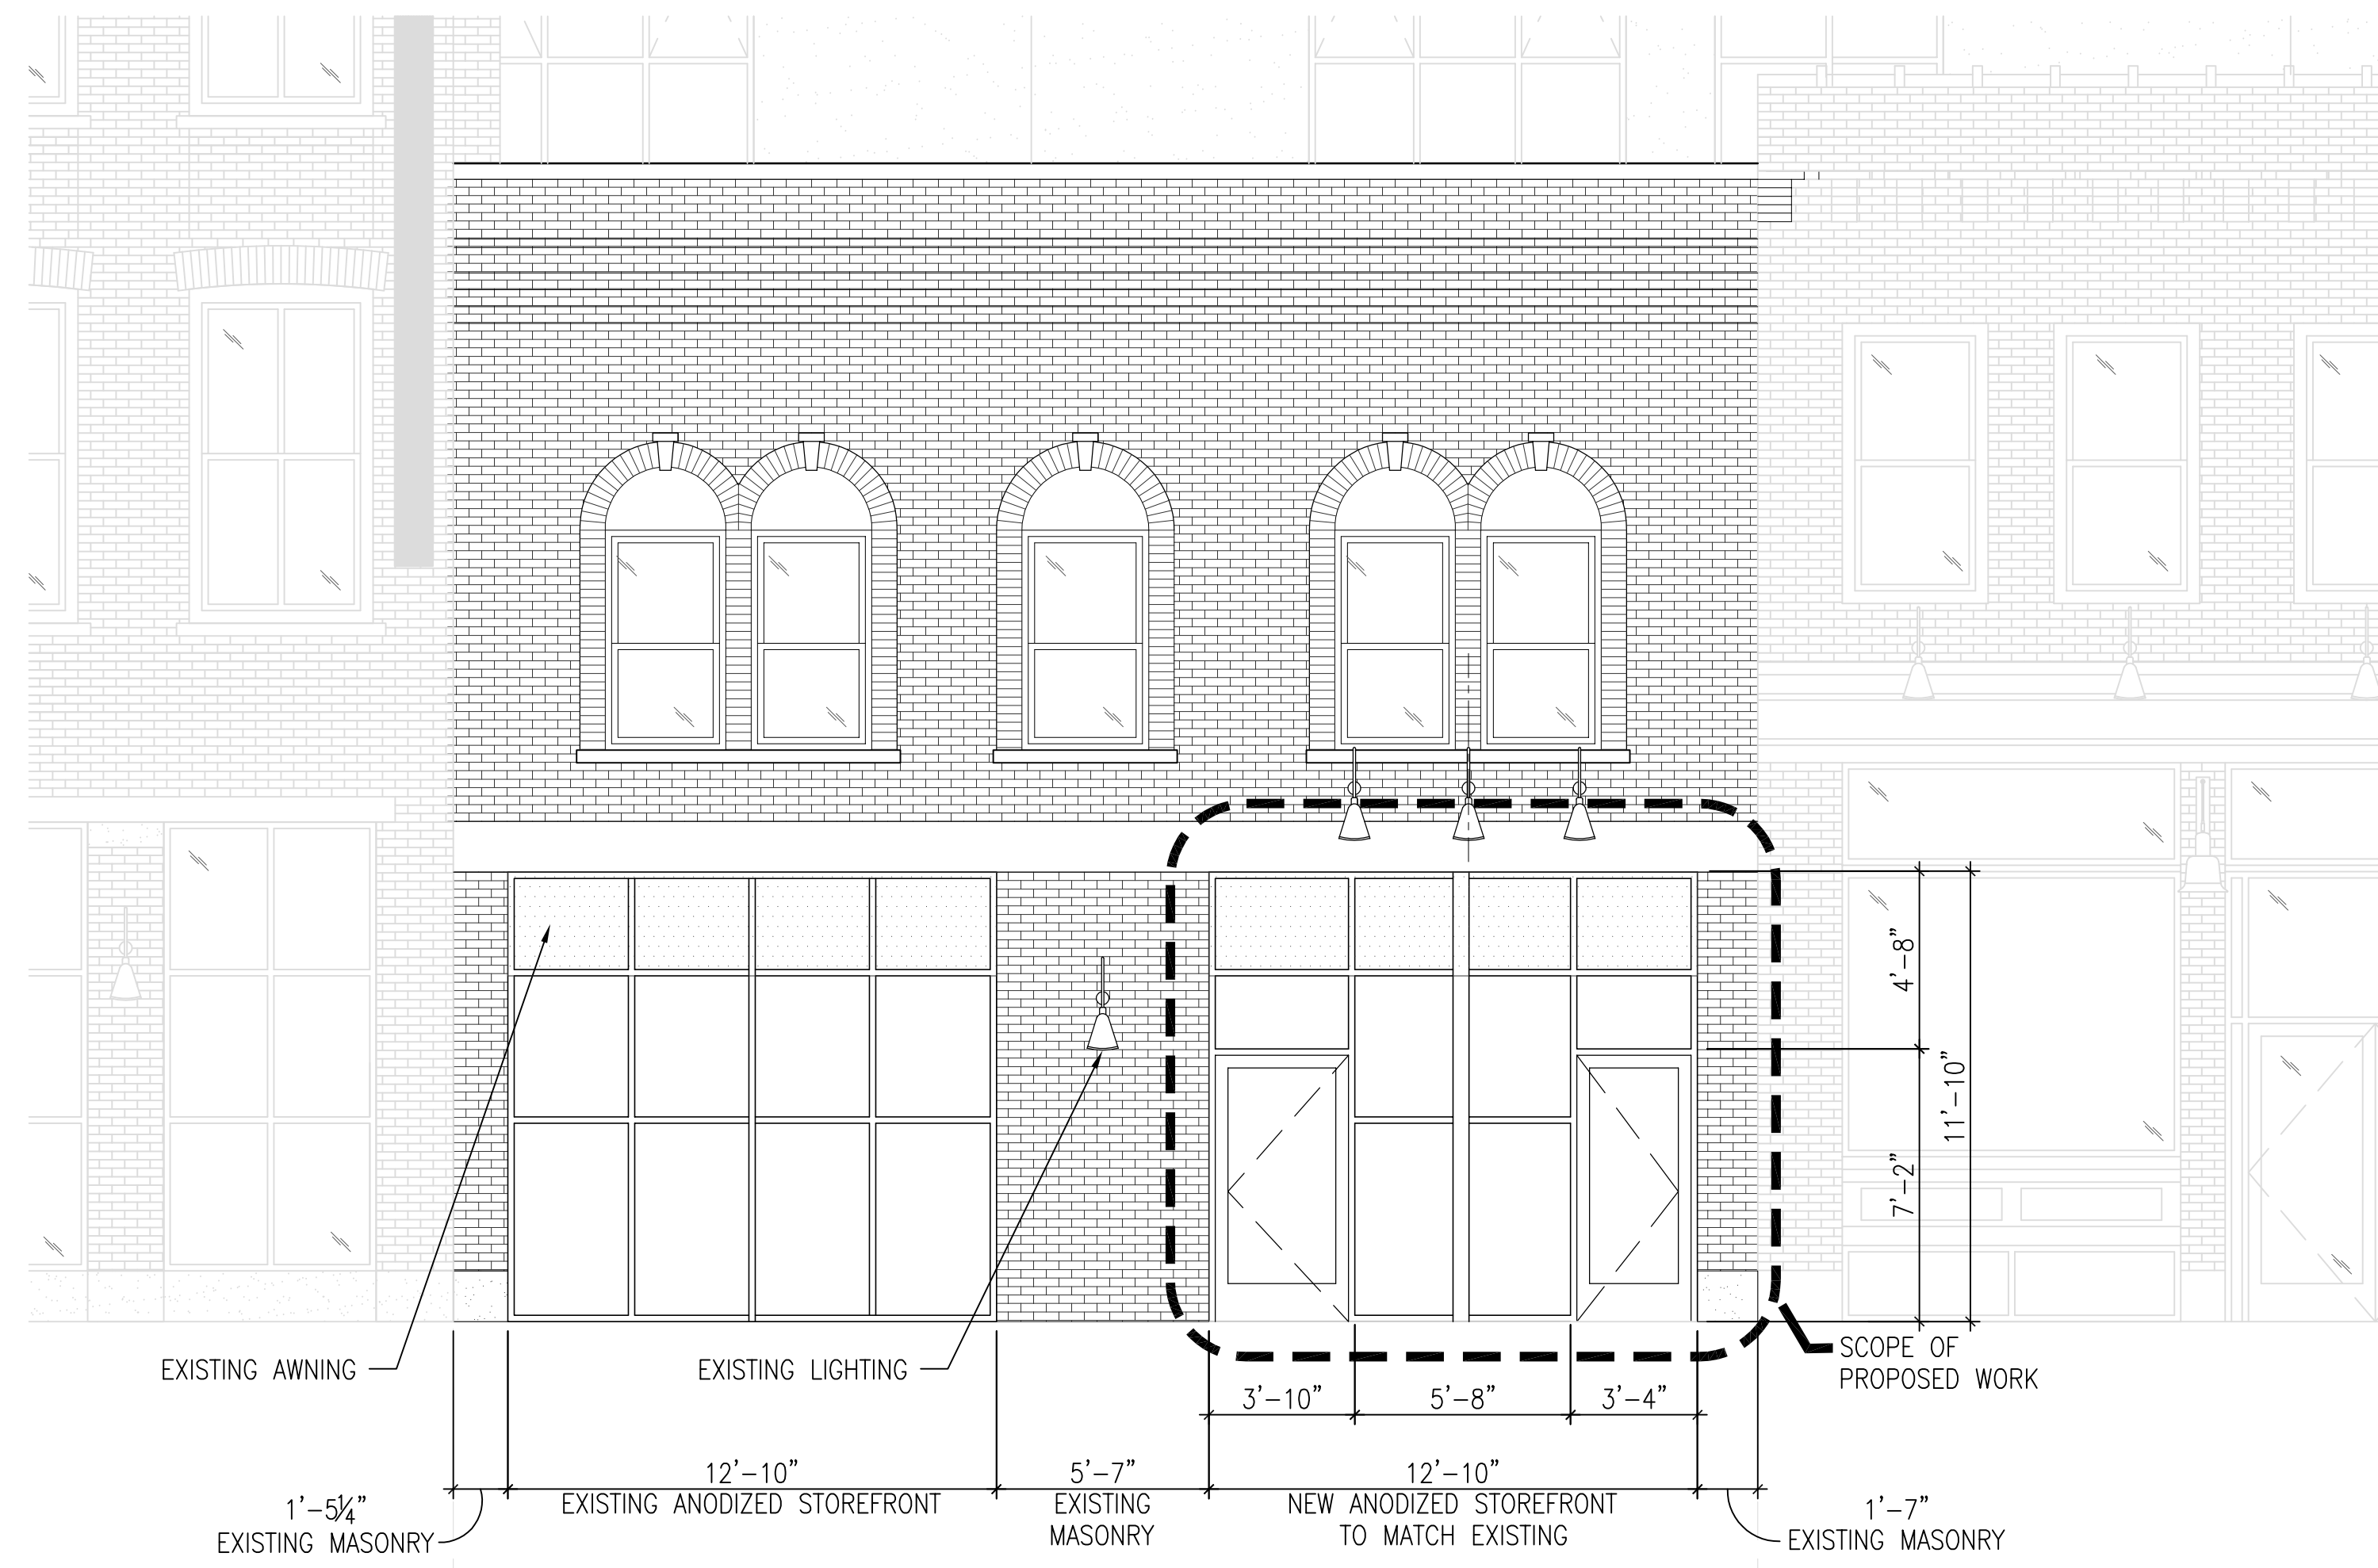 4'-8"
11'-10"
7'-2"
EXISTING AWNING
EXISTING LIGHTING
SCOPE OF
PROPOSED WORK
3'-10"
5'-8"
3'-4"
12'-10"
EXISTING ANODIZED STOREFRONT
5'-7"
EXISTING
MASONRY
12'-10"
NEW ANODIZED STOREFRONT
TO MATCH EXISTING
1'-5¼"
EXISTING MASONRY
1'-7"
EXISTING MASONRY